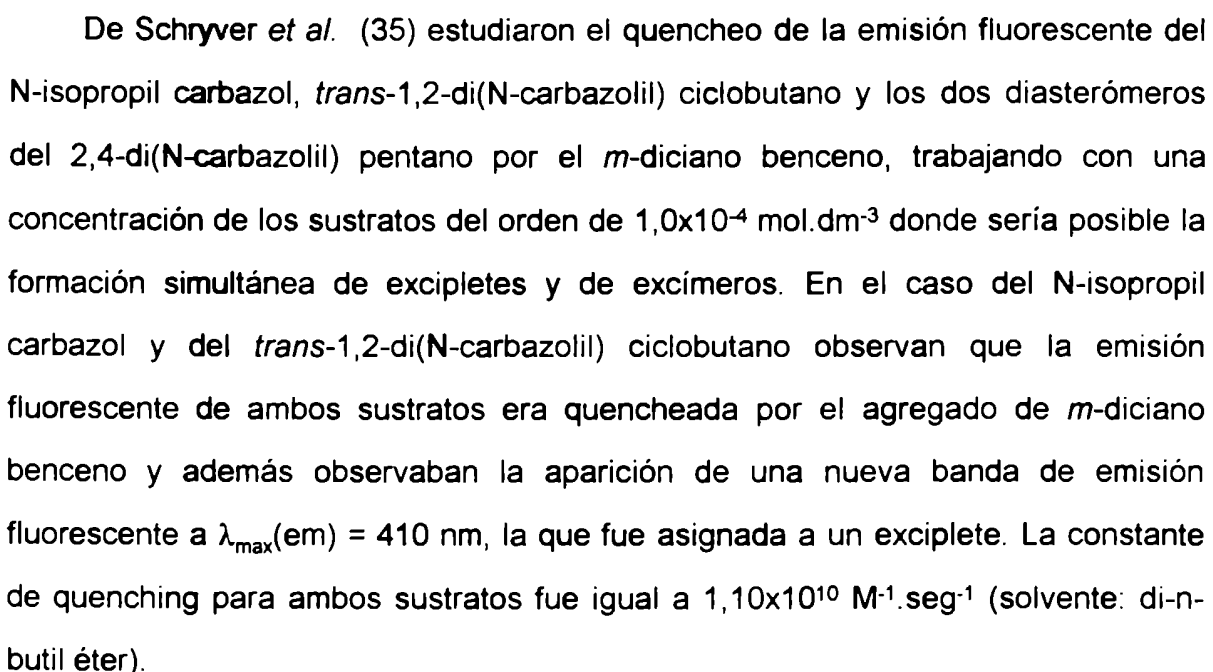 De Schryver et al. (35) estudiaron el quencheo de la emisión fluorescente del
N-isopropil carbazol, trans-1,2-di(N-carbazolil) ciclobutano y los dos diasterómeros
del 2,4-di(N-carbazolil) pentano por el m-diciano benceno, trabajando con una
concentración de los sustratos del orden de 1,0x10⁻⁴ mol.dm⁻³ donde sería posible la
formación simultánea de excipletes y de excímeros. En el caso del N-isopropil
carbazol y del trans-1,2-di(N-carbazolil) ciclobutano observan que la emisión
fluorescente de ambos sustratos era quencheada por el agregado de m-diciano
benceno y además observaban la aparición de una nueva banda de emisión
fluorescente a λmax(em) = 410 nm, la que fue asignada a un exciplete. La constante
de quenching para ambos sustratos fue igual a 1,10x10¹⁰ M⁻¹.seg⁻¹ (solvente: di-n-
butil éter).